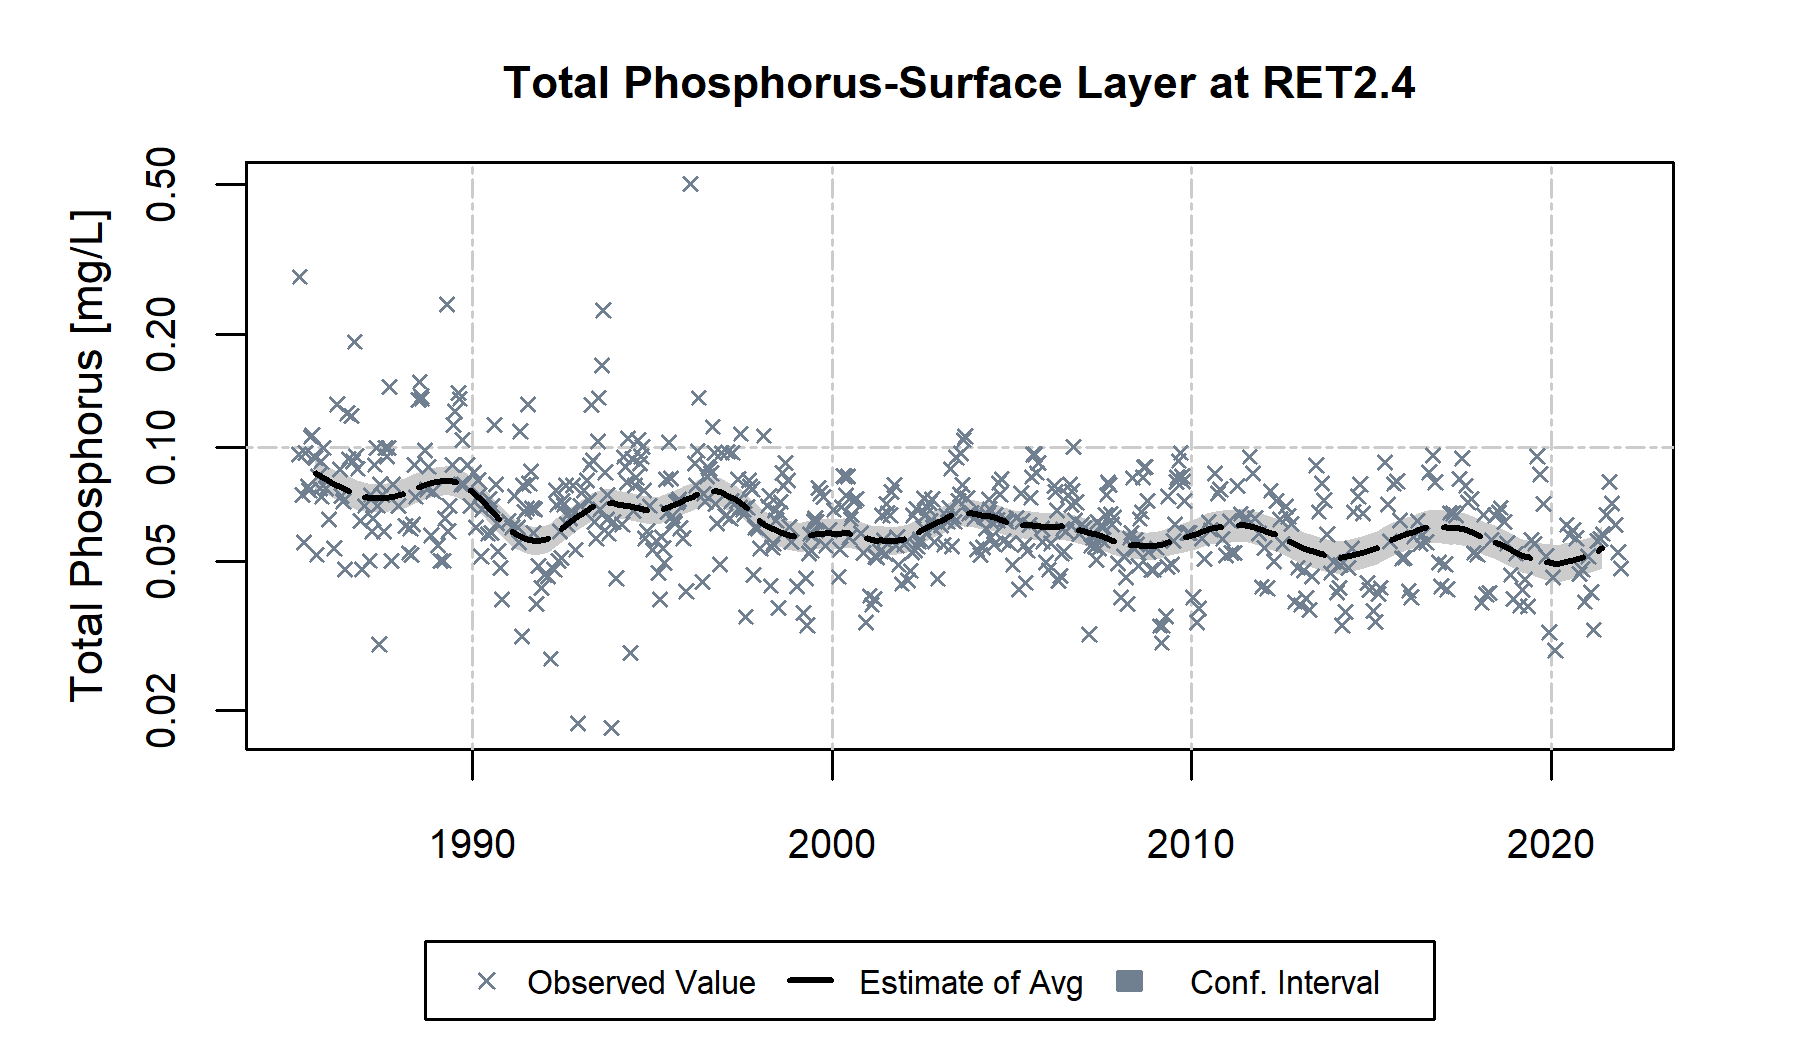 Total Phosphorus-Surface Layer at RET2.4
Total Phosphorus [mg/L]
0.50
0.20
0.10
0.05
0.02
1990 2000 2010 2020
Observed Value Estimate of Avg Conf. Interval